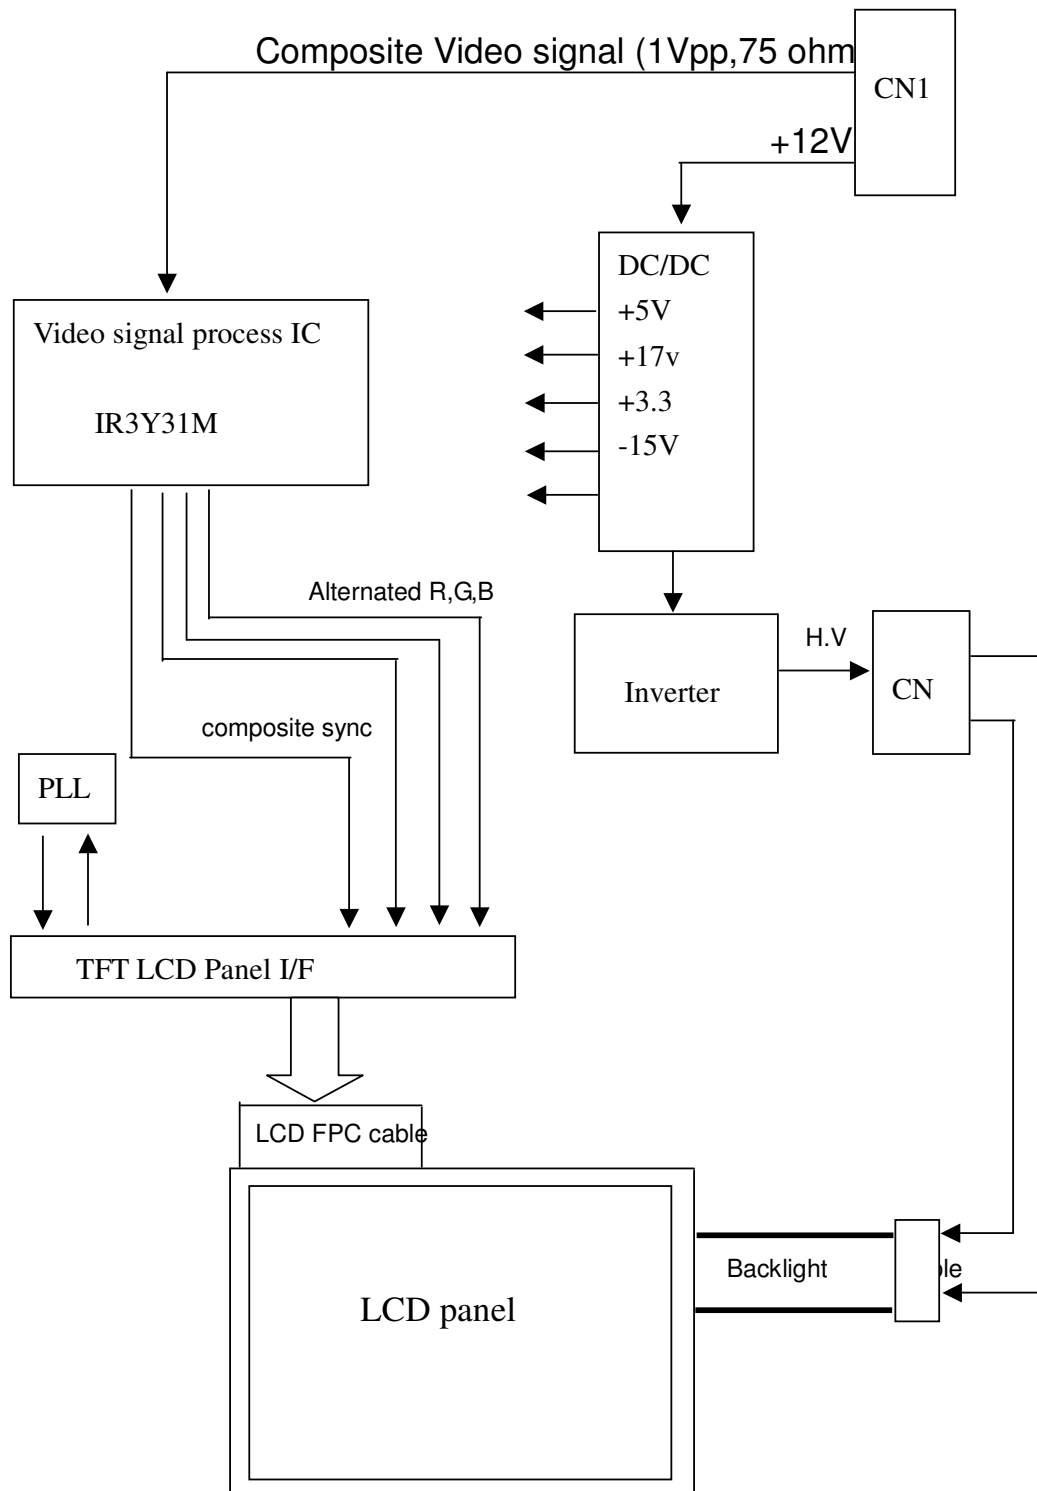 Composite Video signal (1Vpp,75 ohm
CN1
+12V
DC/DC
+5V
+17v
+3.3
-15V
Video signal process IC
IR3Y31M
Alternated R,G,B
H.V
Inverter
CN
composite sync
PLL
TFT LCD Panel I/F
LCD FPC cable
Backlight
LCD panel